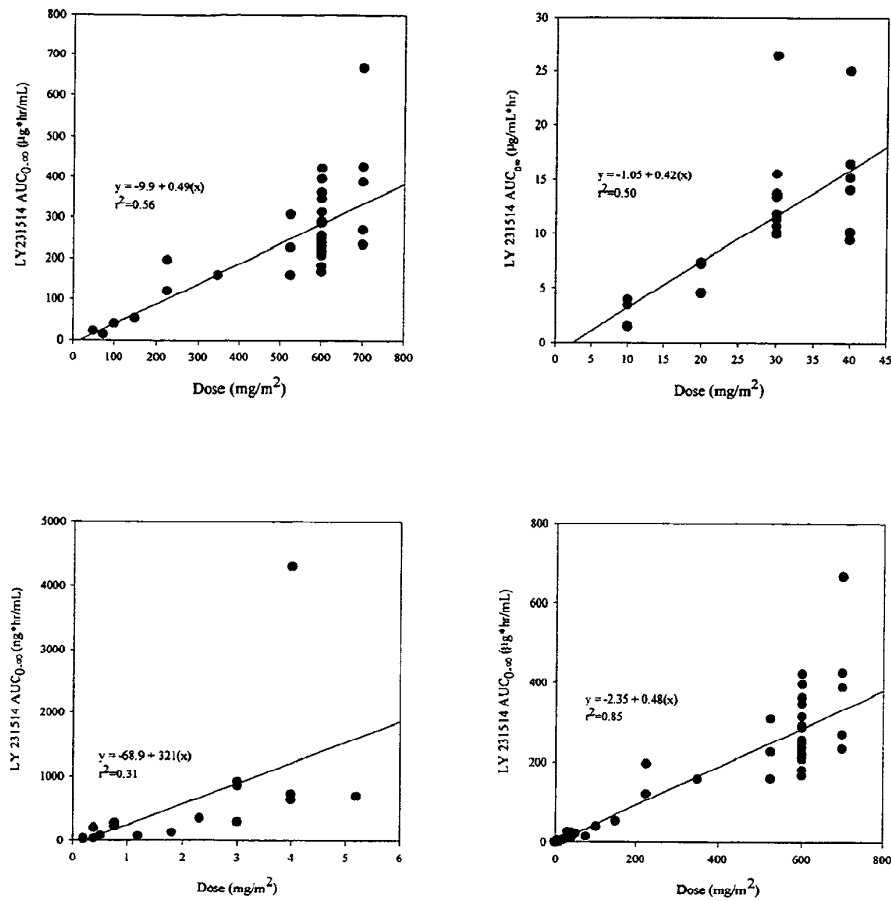 LY231514 AUC0-∞ (µg*hr/mL)
800
700
600
500
400
300
200
100
0
y = -9.9 + 0.49(x)
r²=0.56
0 100 200 300 400 500 600 700 800
Dose (mg/m²)
LY 231514 AUC0-∞ (µg/mL*hr)
30
25
20
15
10
5
0
y = -1.05 + 0.42(x)
r²=0.50
0 5 10 15 20 25 30 35 40 45
Dose (mg/m²)
LY 231514 AUC0-∞ (ng*hr/mL)
5000
4000
3000
2000
1000
0
y = -68.9 + 321(x)
r²=0.31
0 1 2 3 4 5 6
Dose (mg/m²)
LY 231514 AUC0-∞ (µg*hr/mL)
800
600
400
200
0
y = -2.35 + 0.48(x)
r²=0.85
0 200 400 600 800
Dose (mg/m²)